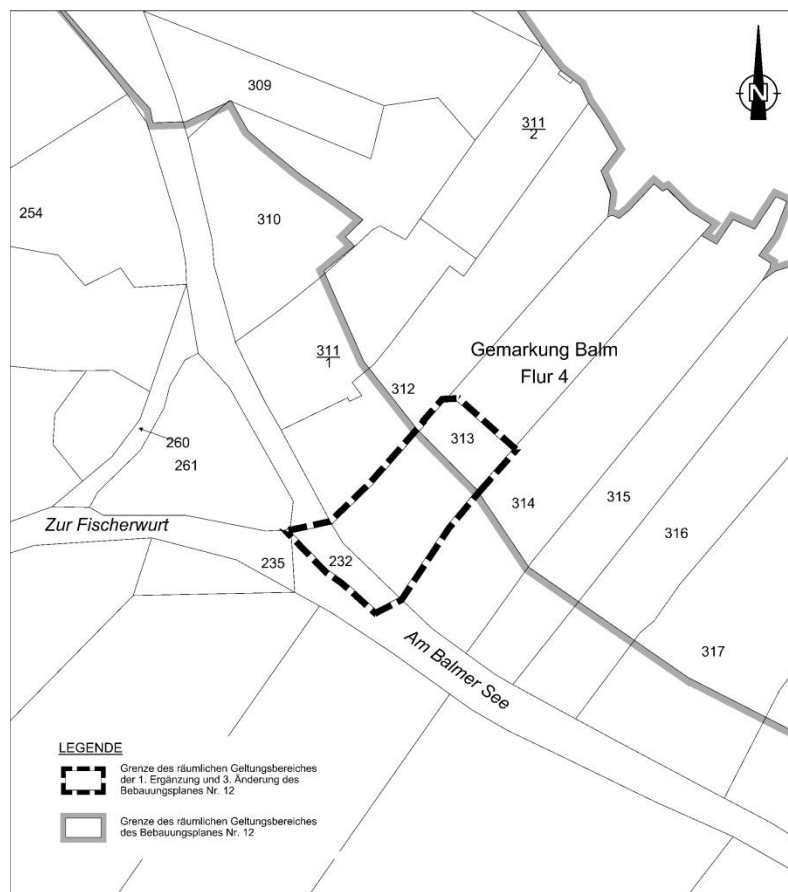 N
309
311
2
254
310
311
1
Gemarkung Balm
Flur 4
312
313
260
261
314
315
316
Zur Fischerwurt
235
232
Am Balmer See
317
LEGENDE
Grenze des räumlichen Geltungsbereiches
der 1. Ergänzung und 3. Änderung des
Bebauungsplanes Nr. 12
Grenze des räumlichen Geltungsbereiches
des Bebauungsplanes Nr. 12